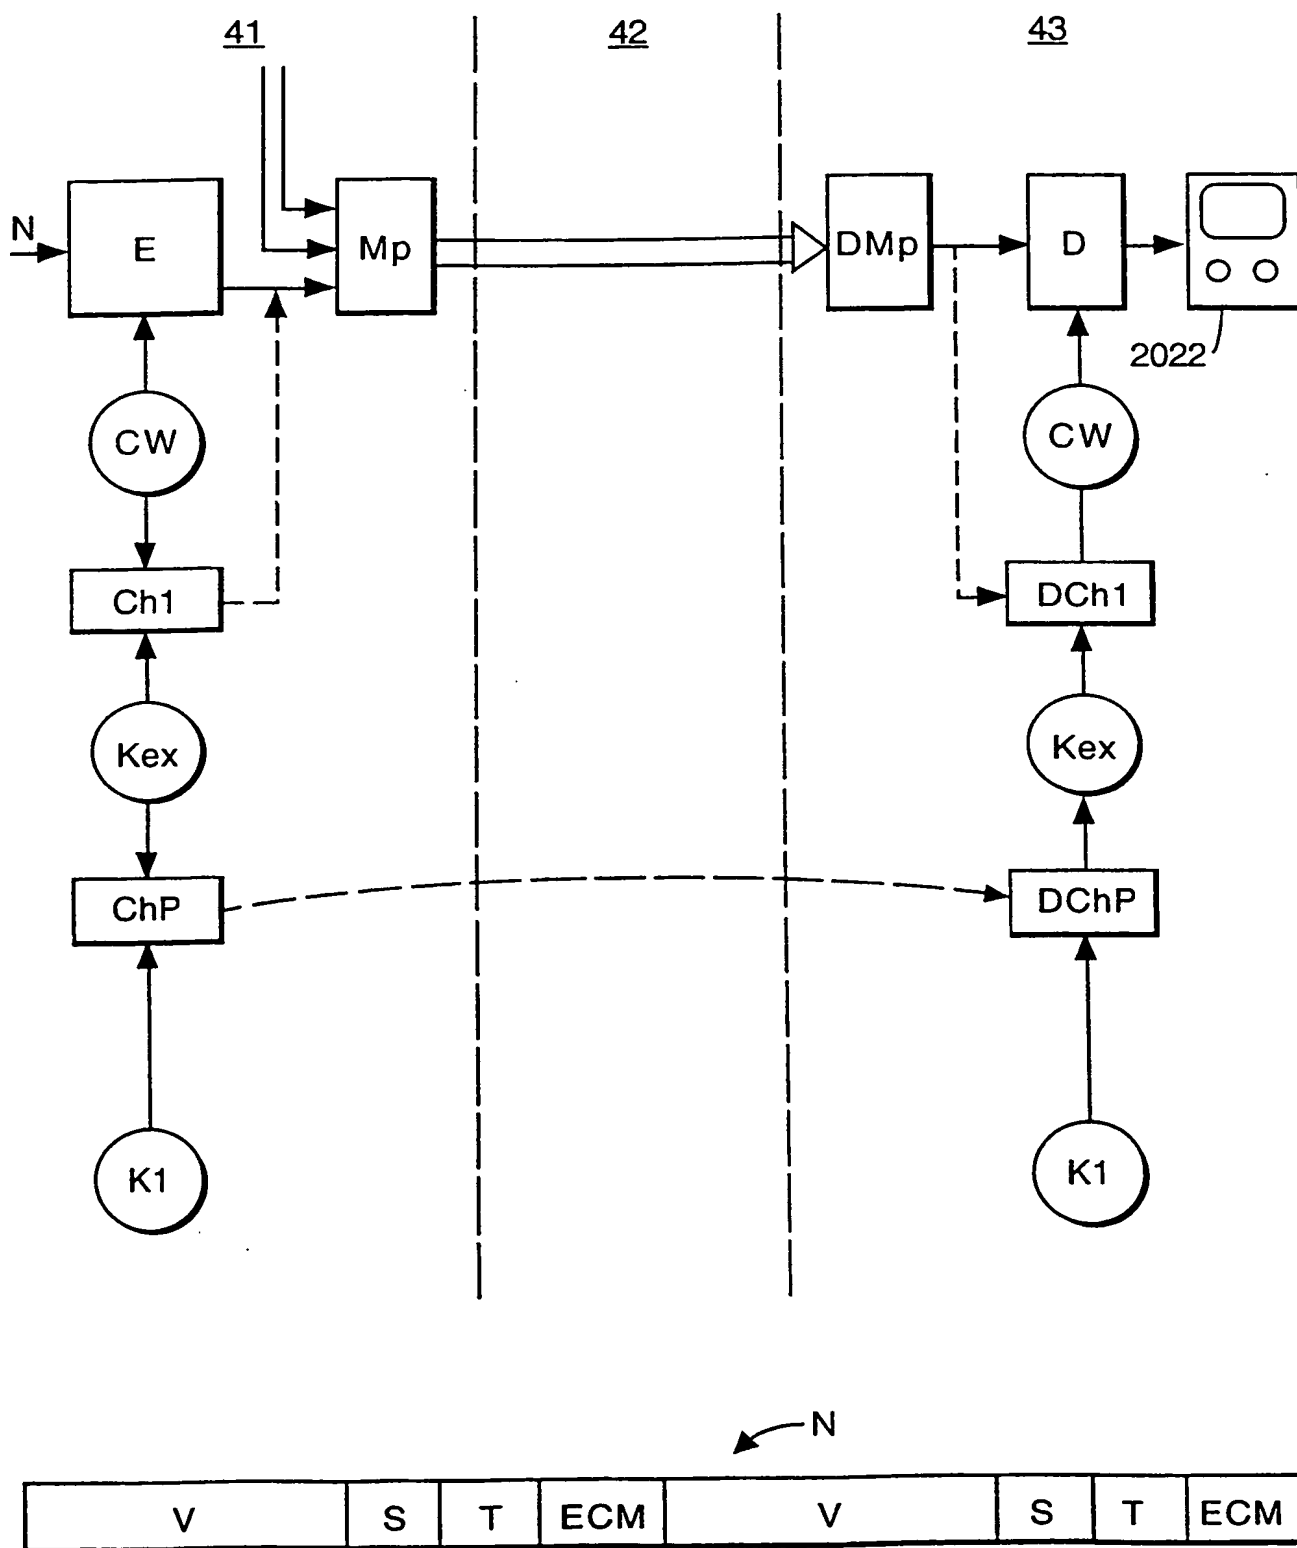 41 42 43
N E Mp DMp D
2022
CW CW
Ch1 DCh1
Kex Kex
ChP DChP
K1 K1
N
V S T ECM V S T ECM